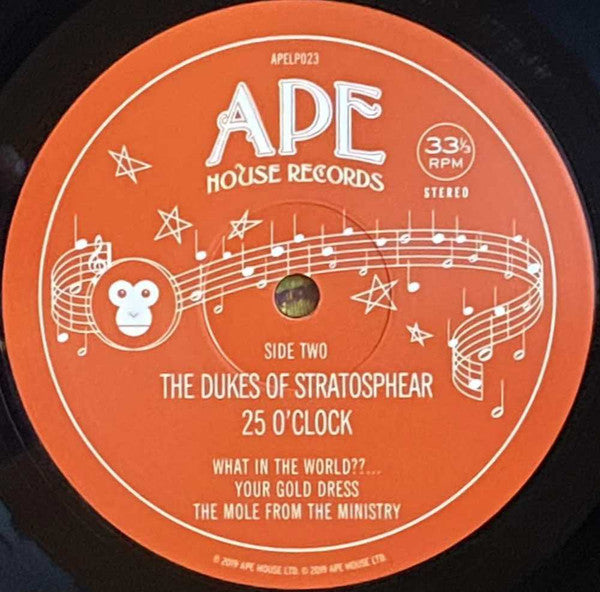 APELP023
APE
HOUSE RECORDS
33⅓
RPM
STEREO
SIDE TWO
THE DUKES OF STRATOSPHEAR
25 O'CLOCK
WHAT IN THE WORLD??.....
YOUR GOLD DRESS
THE MOLE FROM THE MINISTRY
℗ 2019 APE HOUSE LTD. © 2019 APE HOUSE LTD.